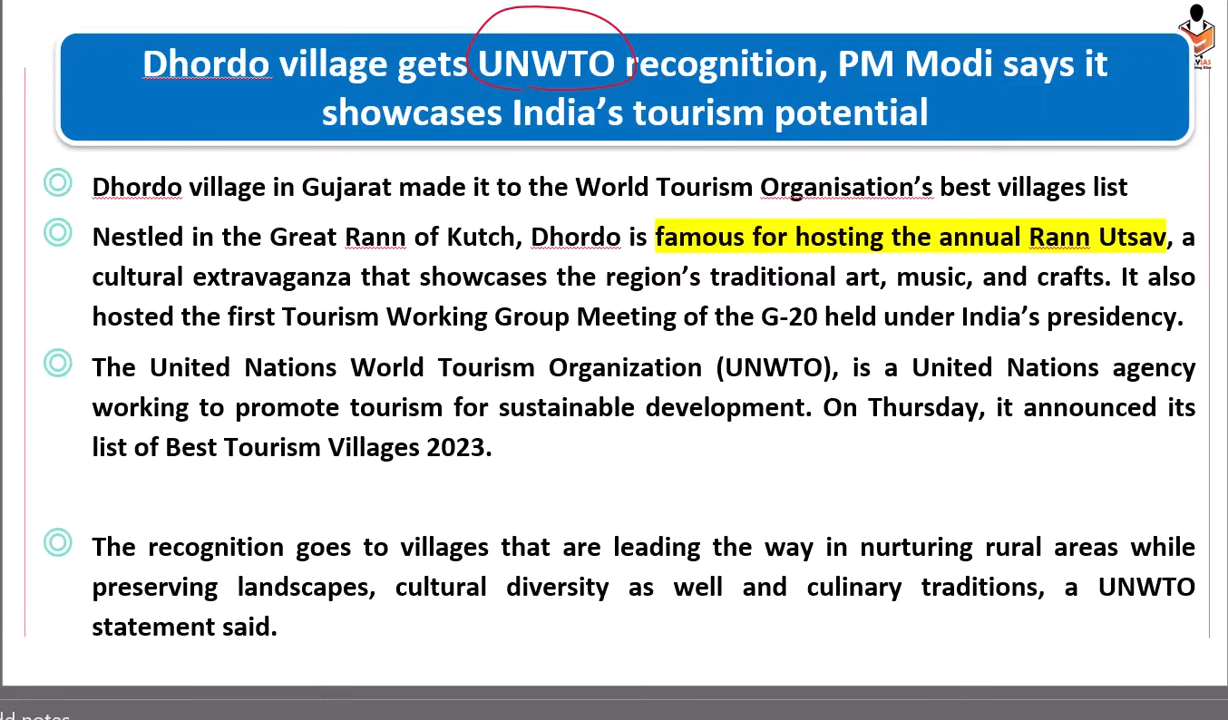 Dhordo village gets UNWTO recognition, PM Modi says it
showcases India's tourism potential
Dhordo village in Gujarat made it to the World Tourism Organisation's best villages list
Nestled in the Great Rann of Kutch, Dhordo is famous for hosting the annual Rann Utsav, a
cultural extravaganza that showcases the region's traditional art, music, and crafts. It also
hosted the first Tourism Working Group Meeting of the G-20 held under India's presidency.
The United Nations World Tourism Organization (UNWTO), is a United Nations agency
working to promote tourism for sustainable development. On Thursday, it announced its
list of Best Tourism Villages 2023.
The recognition goes to villages that are leading the way in nurturing rural areas while
preserving landscapes, cultural diversity as well and culinary traditions, a UNWTO
statement said.